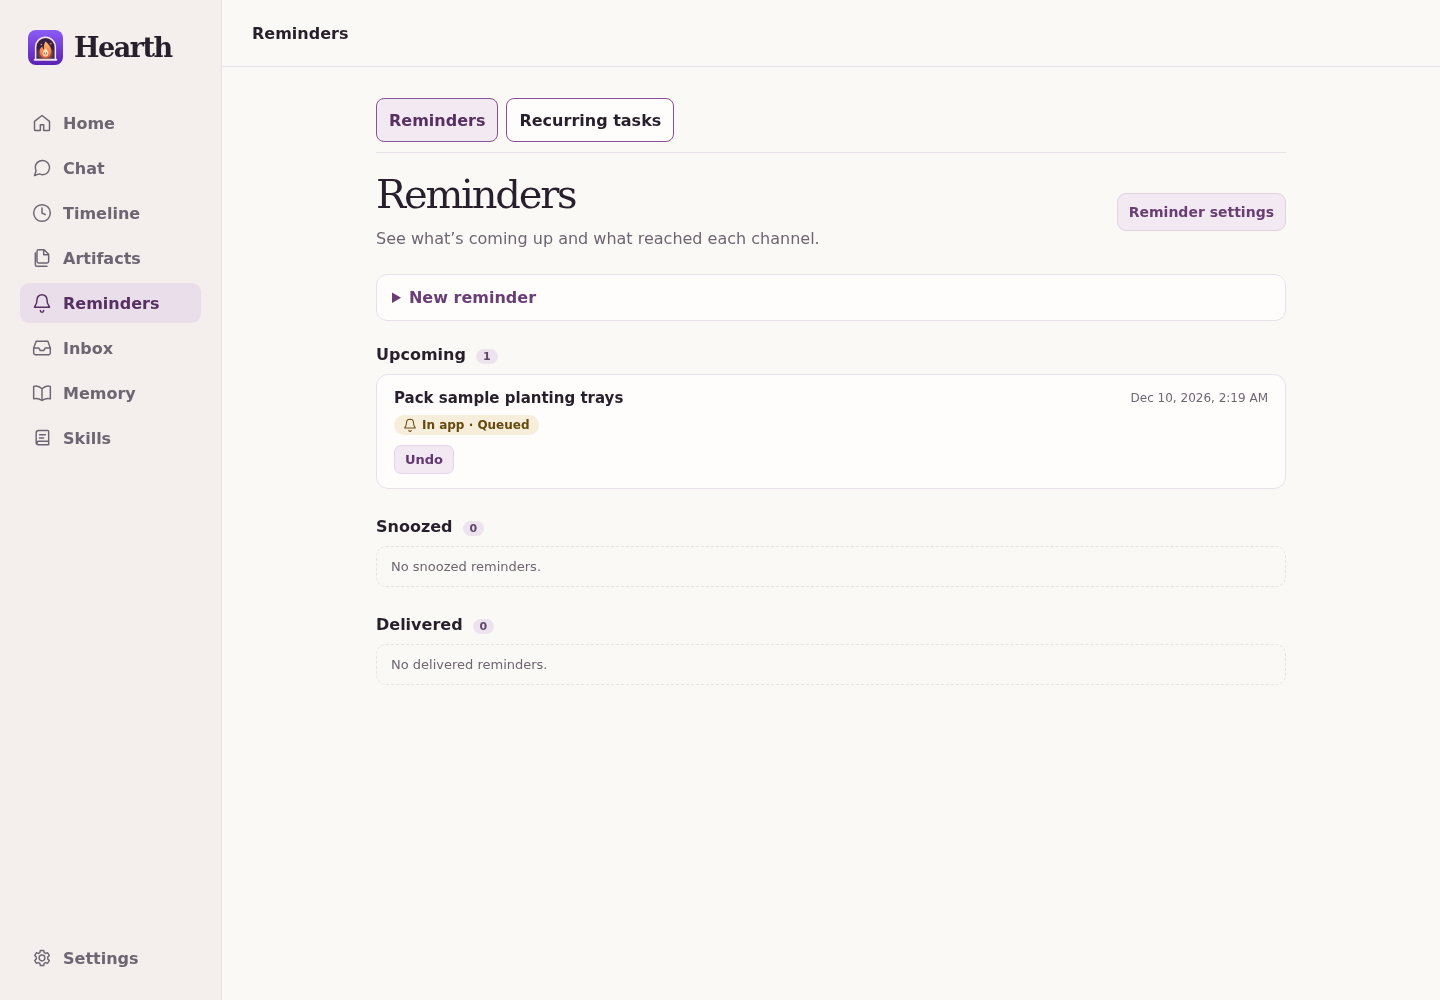 Hearth
Home
Chat
Timeline
Artifacts
Reminders
Inbox
Memory
Skills
Settings
Reminders
Reminders
Recurring tasks
Reminders
See what’s coming up and what reached each channel.
Reminder settings
New reminder
Upcoming 1
Pack sample planting trays
Dec 10, 2026, 2:19 AM
In app · Queued
Undo
Snoozed 0
No snoozed reminders.
Delivered 0
No delivered reminders.